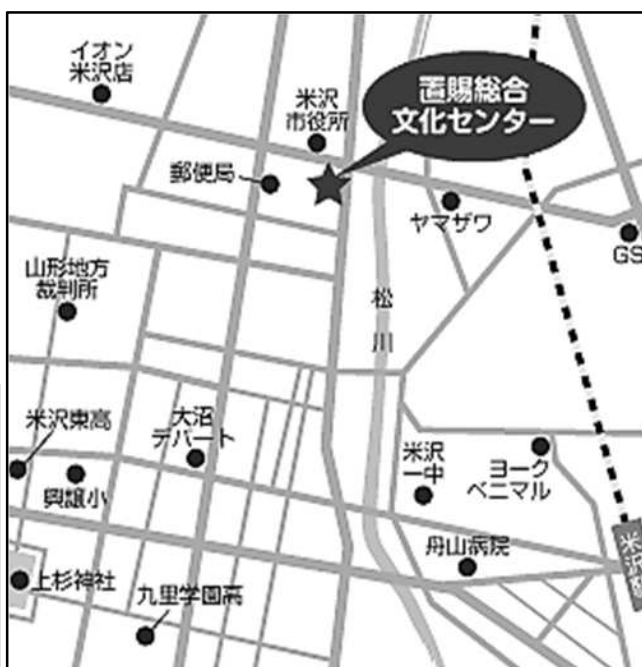 イオン
米沢店
米沢
市役所
置賜総合
文化センター
郵便局
ヤマザワ
GS
山形地方
裁判所
松川
米沢東高
大沼
デパート
興譲小
米沢
一中
ヨーク
ベニマル
舟山病院
上杉神社
九里学園高
米沢